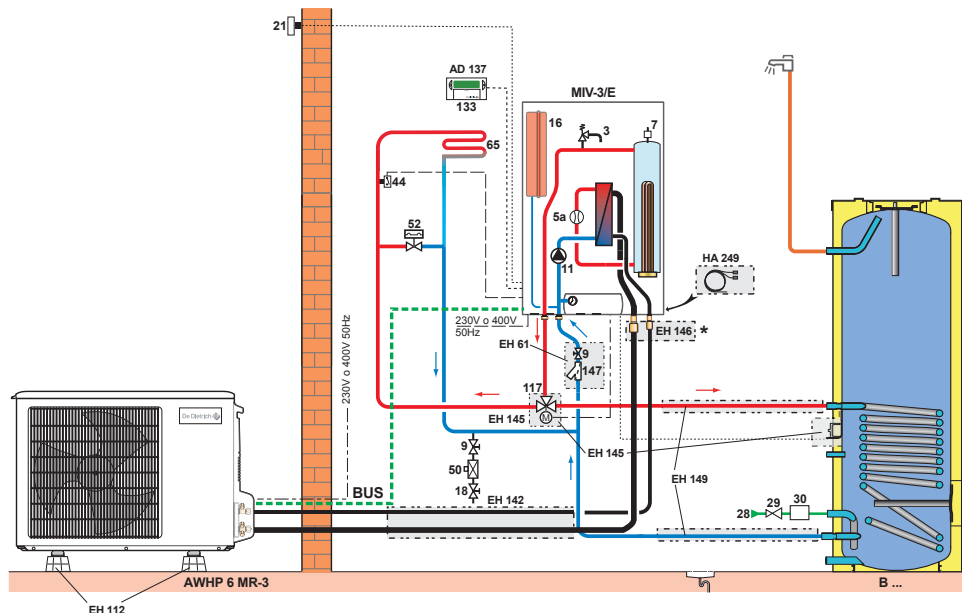 21
AD 137
133
MIV-3/E
16
3
7
65
44
5a
52
11
HA 249
230V o 400V
50Hz
EH 146 *
EH 61
9
147
230V o 400V 50Hz
117
M
EH 145
De Dietrich
9
EH 145
50
EH 149
BUS
18
EH 142
28
29
30
AWHP 6 MR-3
B ...
EH 112